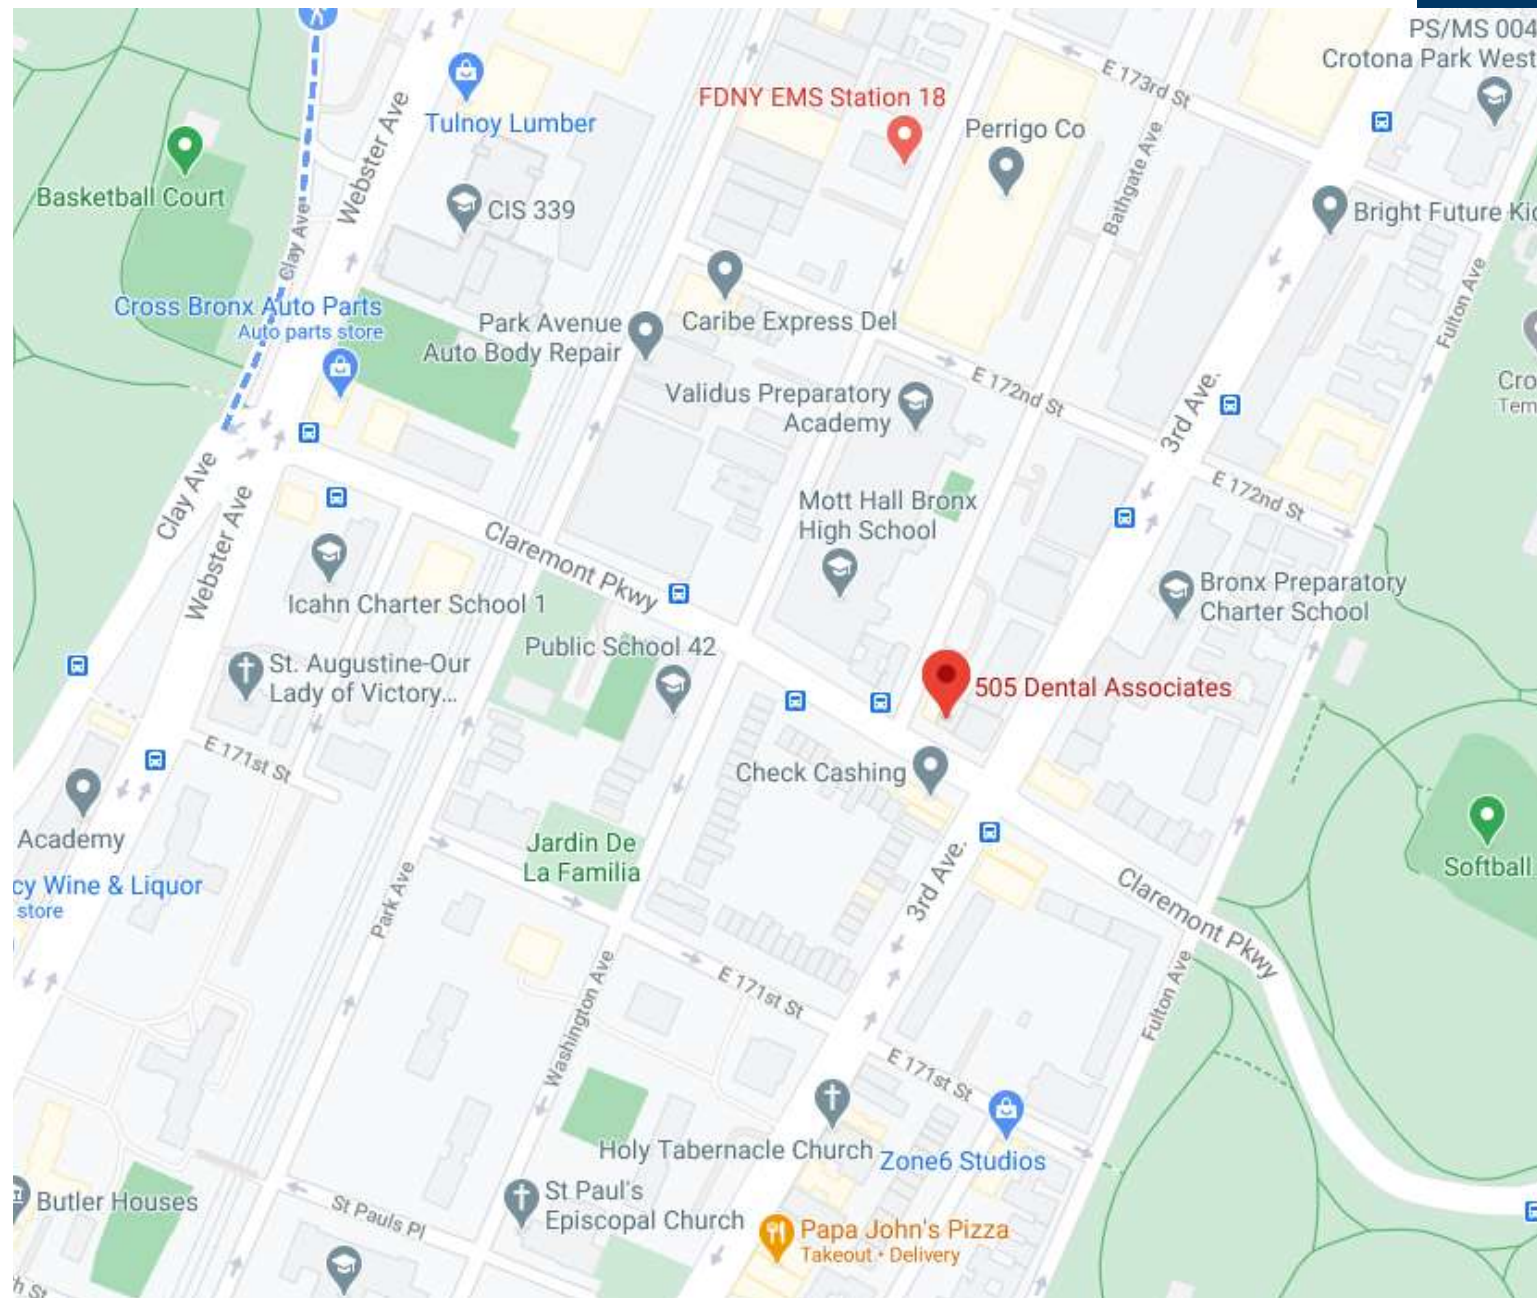 PS/MS 004
Crotona Park West
E 173rd St
FDNY EMS Station 18
Perrigo Co
Tulnoy Lumber
Webster Ave
Bathgate Ave
Basketball Court
CIS 339
Bright Future Kid
Clay Ave
Fulton Ave
Cross Bronx Auto Parts
Auto parts store
Park Avenue
Auto Body Repair
Caribe Express Del
E 172nd St
Validus Preparatory
Academy
3rd Ave.
Cro
Tem
Clay Ave
Webster Ave
E 172nd St
Mott Hall Bronx
High School
Claremont Pkwy
Icahn Charter School 1
Bronx Preparatory
Charter School
Public School 42
St. Augustine-Our
Lady of Victory...
505 Dental Associates
E 171st St
Check Cashing
Academy
Jardin De
La Familia
Softball
cy Wine & Liquor
store
Park Ave
3rd Ave.
Claremont Pkwy
E 171st St
Washington Ave
Fulton Ave
E 171st St
Holy Tabernacle Church
Zone6 Studios
Butler Houses
St Pauls Pl
St Paul's
Episcopal Church
Papa John's Pizza
Takeout • Delivery
h St